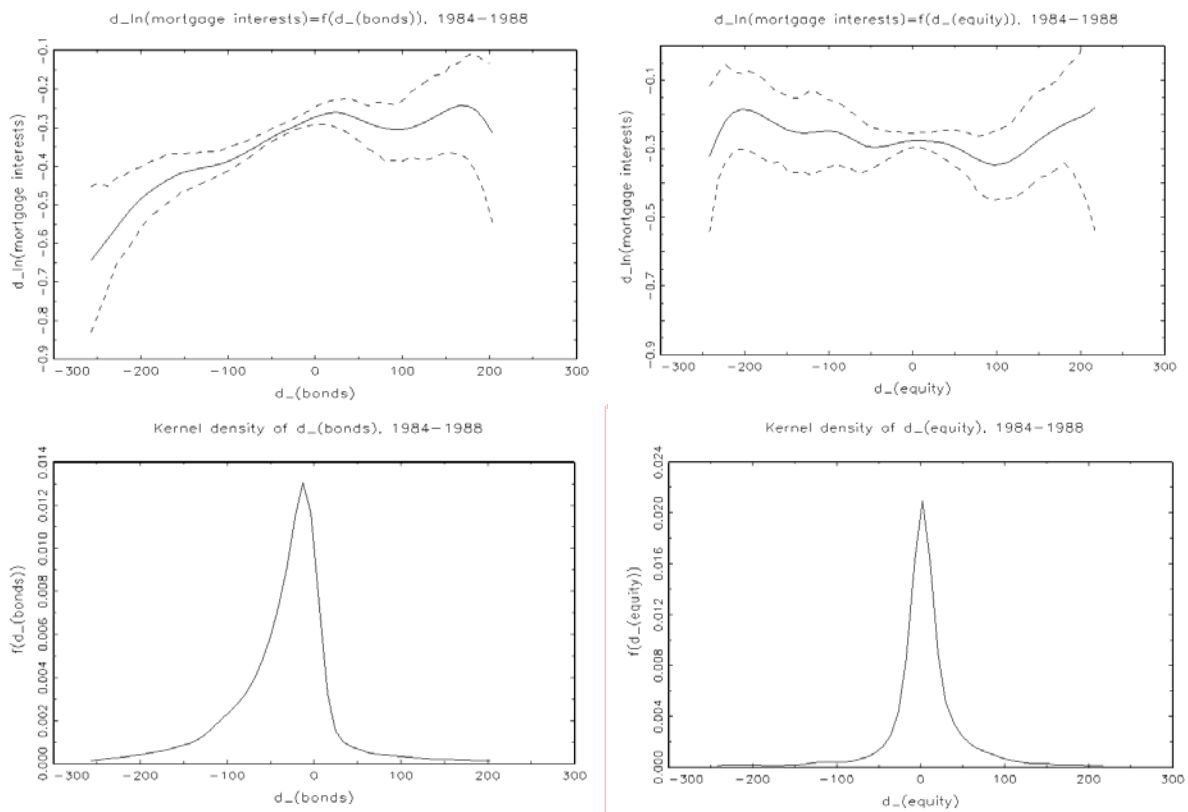 d_ln(mortgage interests)=f(d_(bonds)), 1984-1988
d_ln(mortgage interests)
-0.1
-0.2
-0.3
-0.4
-0.5
-0.6
-0.7
-0.8
-0.9
-300 -200 -100 0 100 200 300
d_(bonds)
d_ln(mortgage interests)=f(d_(equity)), 1984-1988
d_ln(mortgage interests)
-0.1
-0.3
-0.5
-0.7
-0.9
-300 -200 -100 0 100 200 300
d_(equity)
Kernel density of d_(bonds), 1984-1988
f(d_(bonds))
0.014
0.012
0.010
0.008
0.006
0.004
0.002
0.000
-300 -200 -100 0 100 200 300
d_(bonds)
Kernel density of d_(equity), 1984-1988
f(d_(equity))
0.024
0.020
0.016
0.012
0.008
0.004
0.000
-300 -200 -100 0 100 200 300
d_(equity)